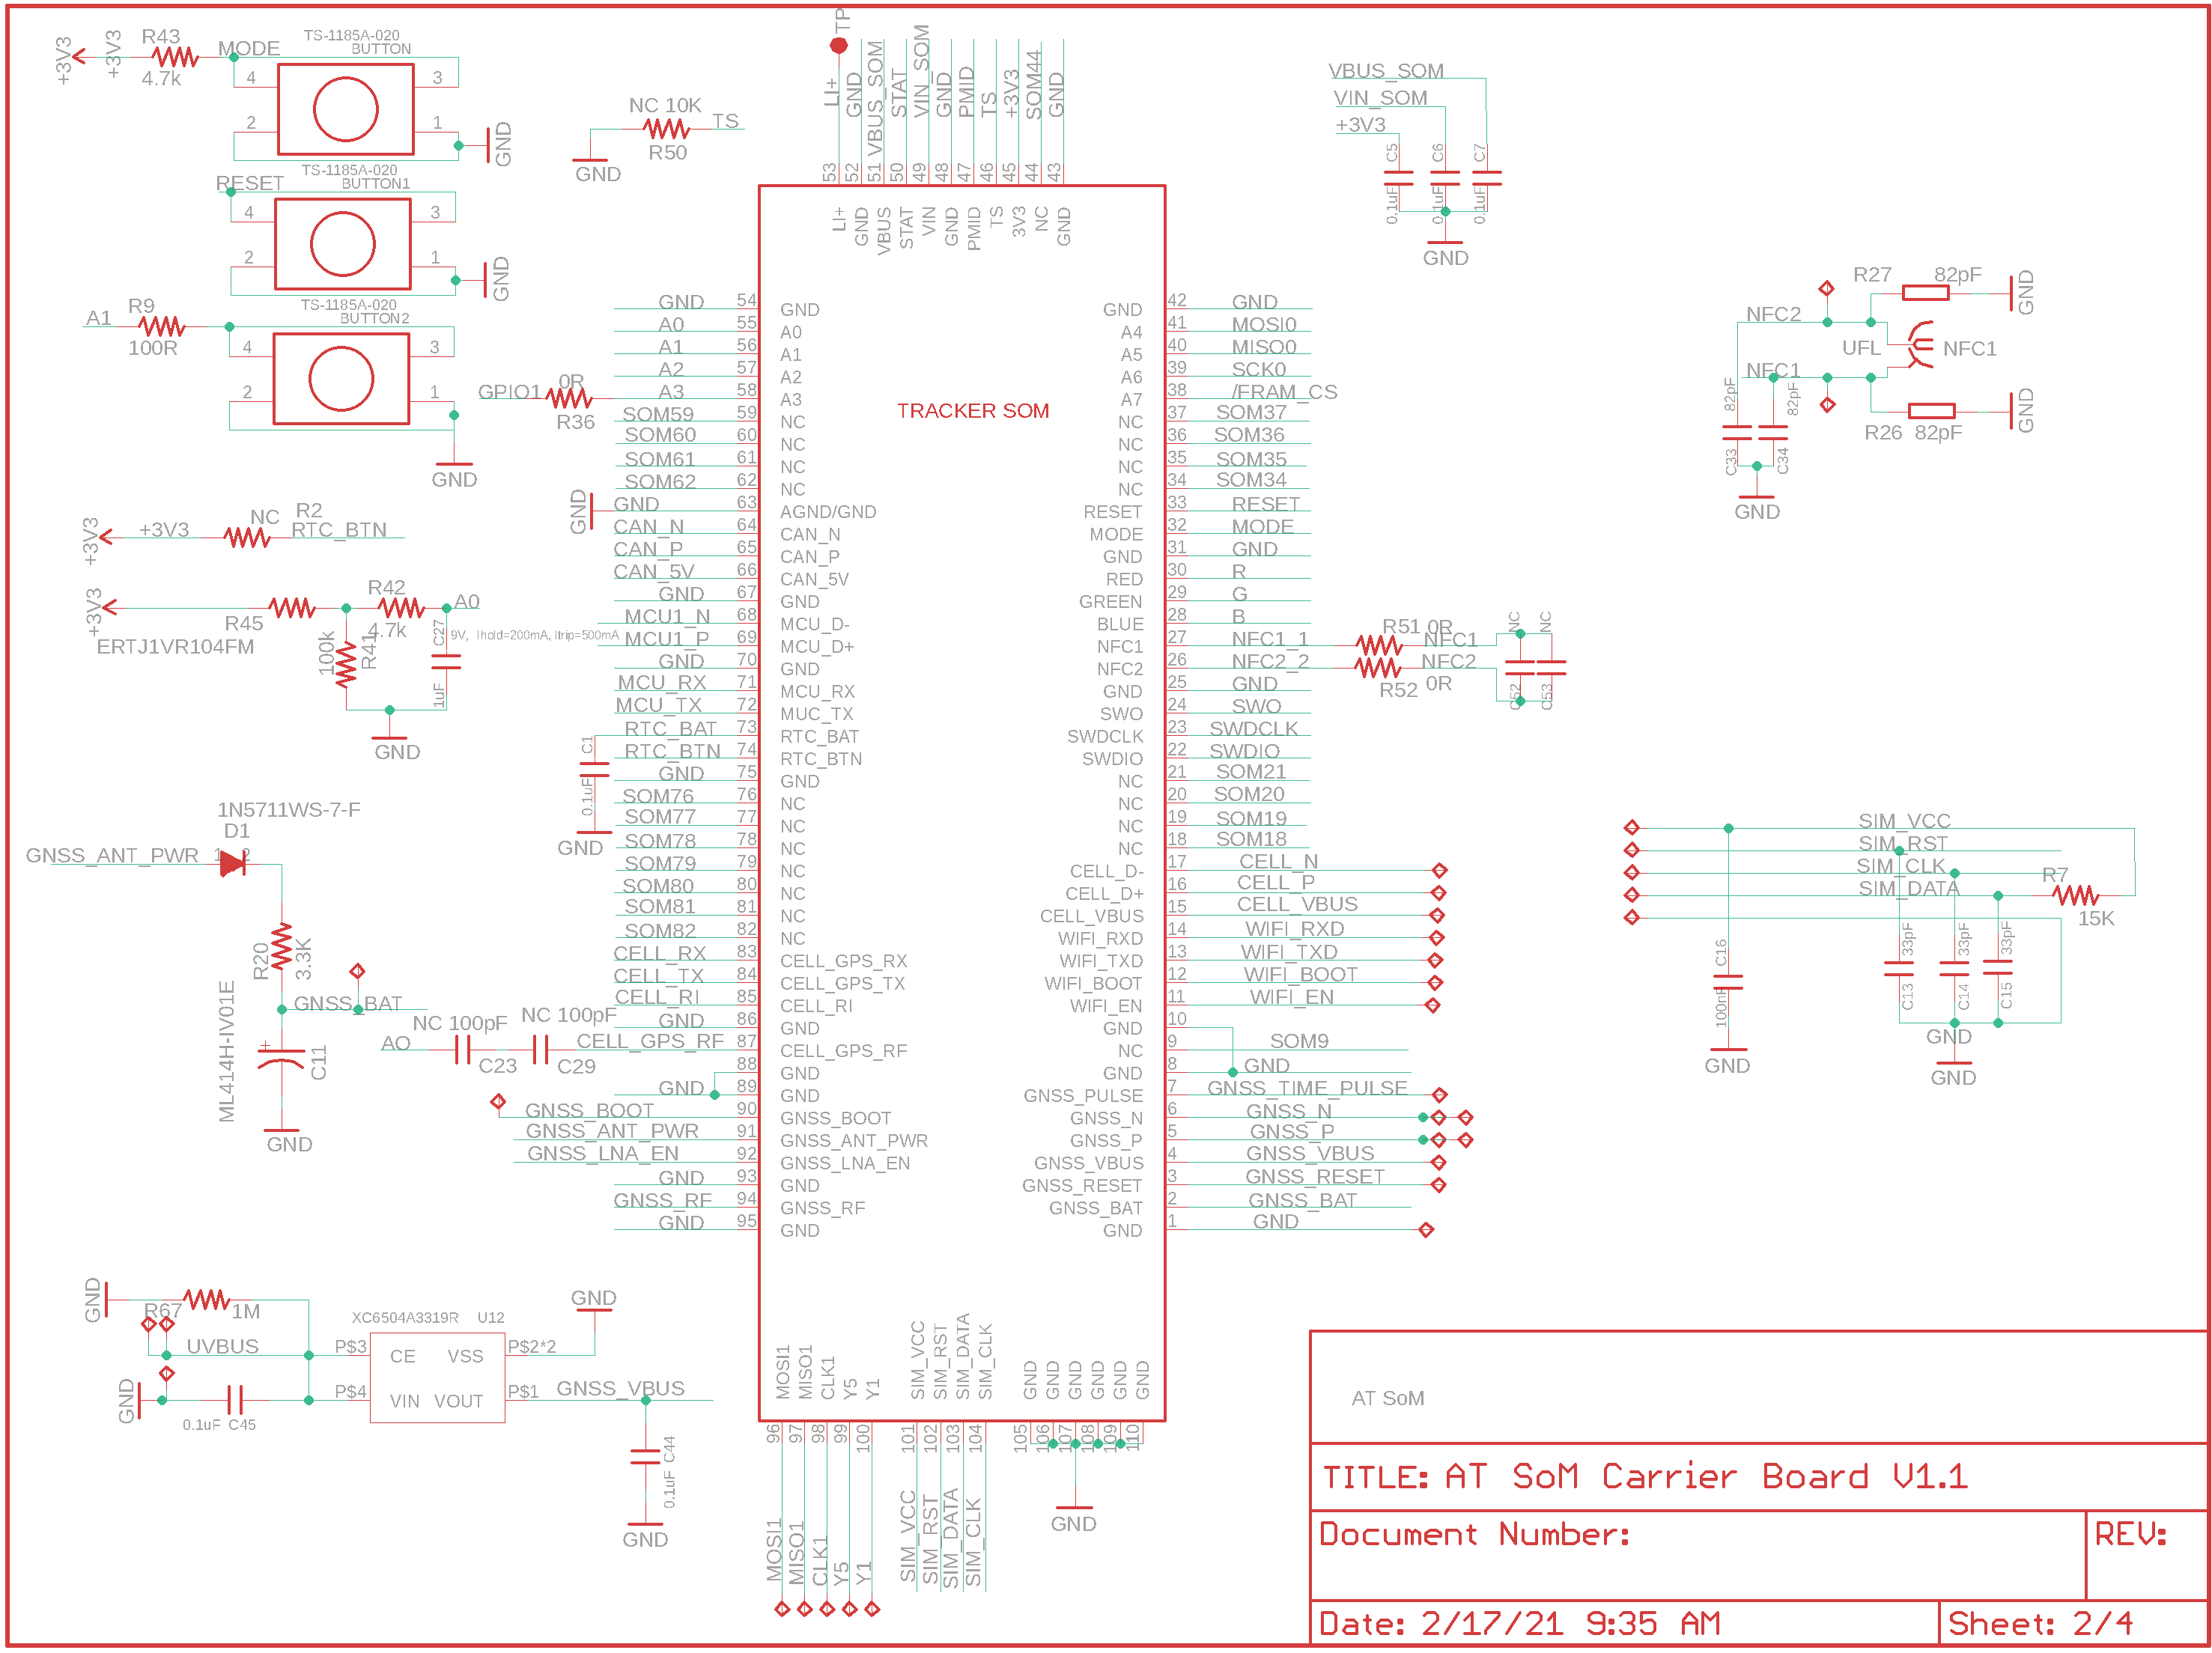 +3V3
+3V3
R43
4.7k
MODE
TS-1185A-020
BUTTON
4
3
2
1
GND
TS-1185A-020
BUTTON1
RESET
4
3
2
1
GND
TS-1185A-020
BUTTON2
A1
R9
100R
4
3
2
1
GND
+3V3
+3V3
NC
R2
RTC_BTN
+3V3
R45
ERTJ1VR104FM
R42
4.7k
A0
100k
R41
C27
1uF
9V, Ihold=200mA, Itrip=500mA
GND
1N5711WS-7-F
D1
GNSS_ANT_PWR
1
2
R20
3.3K
GNSS_BAT
ML414H-IV01E
+
C11
GND
NC 100pF
NC 100pF
AO
C23
C29
CELL_GPS_RF
GND
R67
1M
UVBUS
GND
0.1uF C45
XC6504A3319R U12
P$3
CE
VSS
P$2*2
P$4
VIN
VOUT
P$1
GND
GNSS_VBUS
0.1uF C44
GND
NC 10K
TS
R50
GND
TP
LI+
GND
VBUS_SOM
STAT
VIN_SOM
GND
PMID
TS
+3V3
SOM44
GND
53
52
51
50
49
48
47
46
45
44
43
LI+
GND
VBUS
STAT
VIN
GND
PMID
TS
3V3
NC
GND
TRACKER SOM
GND 54 GND
A0 55 A0
A1 56 A1
A2 57 A2
GPIO1 0R R36 A3 58 A3
SOM59 59 NC
SOM60 60 NC
SOM61 61 NC
SOM62 62 NC
GND GND 63 AGND/GND
CAN_N 64 CAN_N
CAN_P 65 CAN_P
CAN_5V 66 CAN_5V
GND 67 GND
MCU1_N 68 MCU_D-
MCU1_P 69 MCU_D+
GND 70 GND
MCU_RX 71 MCU_RX
MCU_TX 72 MUC_TX
RTC_BAT 73 RTC_BAT
RTC_BTN 74 RTC_BTN
GND 75 GND
C1
0.1uF
GND
SOM76 76 NC
SOM77 77 NC
SOM78 78 NC
SOM79 79 NC
SOM80 80 NC
SOM81 81 NC
SOM82 82 NC
CELL_RX 83 CELL_GPS_RX
CELL_TX 84 CELL_GPS_TX
CELL_RI 85 CELL_RI
GND 86 GND
87 CELL_GPS_RF
88 GND
GND 89 GND
GNSS_BOOT 90 GNSS_BOOT
GNSS_ANT_PWR 91 GNSS_ANT_PWR
GNSS_LNA_EN 92 GNSS_LNA_EN
GND 93 GND
GNSS_RF 94 GNSS_RF
GND 95 GND
GND 42 GND
A4 41 MOSI0
A5 40 MISO0
A6 39 SCK0
A7 38 /FRAM_CS
NC 37 SOM37
NC 36 SOM36
NC 35 SOM35
NC 34 SOM34
RESET 33 RESET
MODE 32 MODE
GND 31 GND
RED 30 R
GREEN 29 G
BLUE 28 B
NFC1 27 NFC1_1 R51 0R NFC1
NFC2 26 NFC2_2 R52 0R NFC2
NC
NC
C52
C53
GND 25 GND
SWO 24 SWO
SWDCLK 23 SWDCLK
SWDIO 22 SWDIO
NC 21 SOM21
NC 20 SOM20
NC 19 SOM19
NC 18 SOM18
CELL_D- 17 CELL_N
CELL_D+ 16 CELL_P
CELL_VBUS 15 CELL_VBUS
WIFI_RXD 14 WIFI_RXD
WIFI_TXD 13 WIFI_TXD
WIFI_BOOT 12 WIFI_BOOT
WIFI_EN 11 WIFI_EN
GND 10
NC 9 SOM9
GND 8 GND
GNSS_PULSE 7 GNSS_TIME_PULSE
GNSS_N 6 GNSS_N
GNSS_P 5 GNSS_P
GNSS_VBUS 4 GNSS_VBUS
GNSS_RESET 3 GNSS_RESET
GNSS_BAT 2 GNSS_BAT
GND 1 GND
MOSI1
MISO1
CLK1
Y5
Y1
SIM_VCC
SIM_RST
SIM_DATA
SIM_CLK
GND
GND
GND
GND
GND
GND
96
97
98
99
100
101
102
103
104
105
106
107
108
109
110
MOSI1
MISO1
CLK1
Y5
Y1
SIM_VCC
SIM_RST
SIM_DATA
SIM_CLK
GND
VBUS_SOM
VIN_SOM
+3V3
C5
C6
C7
0.1uF
0.1uF
0.1uF
GND
R27
82pF
GND
NFC2
UFL
NFC1
NFC1
82pF
82pF
R26 82pF
GND
C33
C34
GND
SIM_VCC
SIM_RST
SIM_CLK
SIM_DATA
R7
15K
C16
100nF
GND
33pF
33pF
33pF
C13
C14
C15
GND
GND
AT SoM
TITLE: AT SoM Carrier Board V1.1
Document Number:
REV:
Date: 2/17/21 9:35 AM
Sheet: 2/4